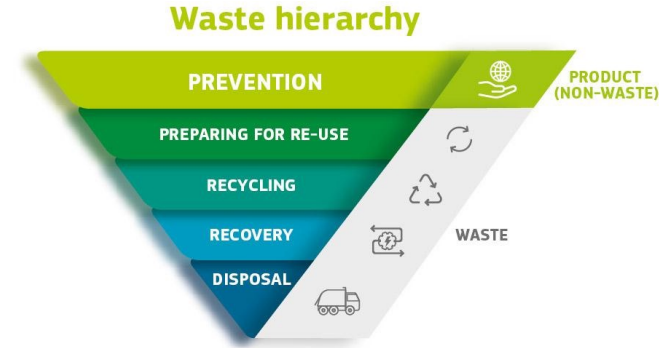 Waste hierarchy
PREVENTION
PRODUCT
(NON-WASTE)
PREPARING FOR RE-USE
RECYCLING
RECOVERY
WASTE
DISPOSAL